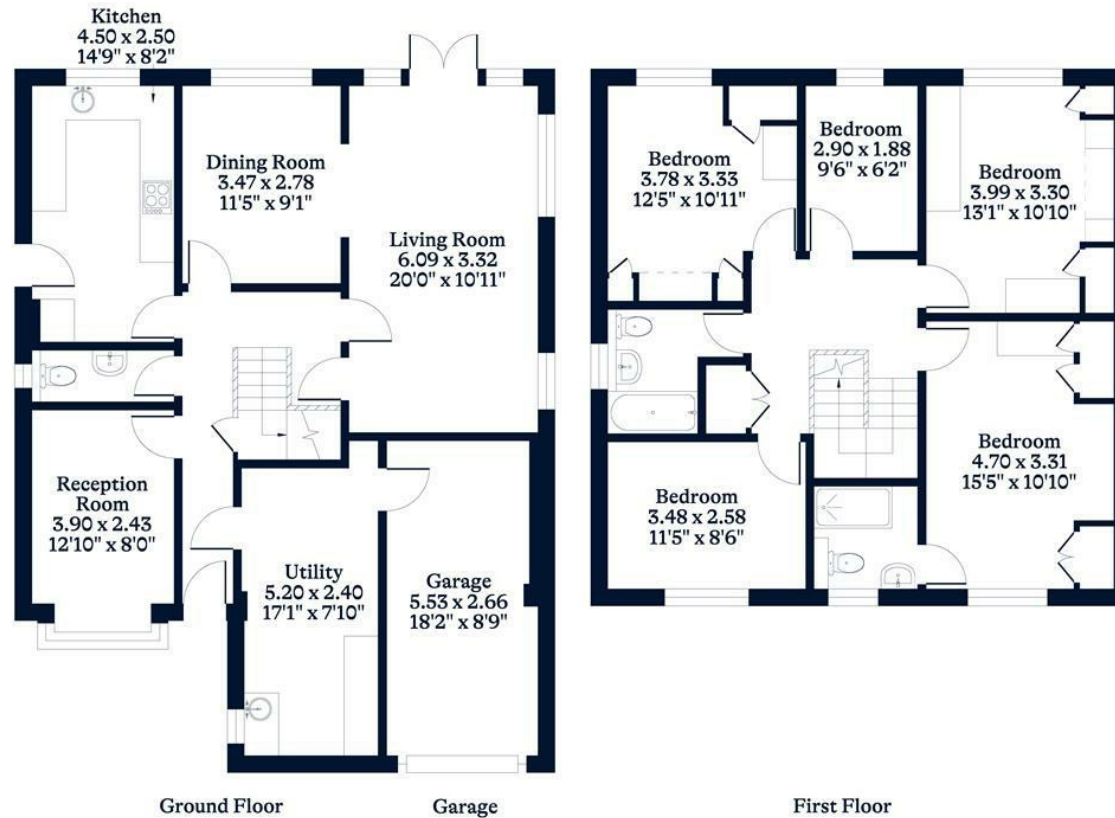 Kitchen
4.50 x 2.50
14'9" x 8'2"
Dining Room
3.47 x 2.78
11'5" x 9'1"
Living Room
6.09 x 3.32
20'0" x 10'11"
Reception
Room
3.90 x 2.43
12'10" x 8'0"
Utility
5.20 x 2.40
17'1" x 7'10"
Garage
5.53 x 2.66
18'2" x 8'9"
Ground Floor
Garage
Bedroom
3.78 x 3.33
12'5" x 10'11"
Bedroom
2.90 x 1.88
9'6" x 6'2"
Bedroom
3.99 x 3.30
13'1" x 10'10"
Bedroom
4.70 x 3.31
15'5" x 10'10"
Bedroom
3.48 x 2.58
11'5" x 8'6"
First Floor